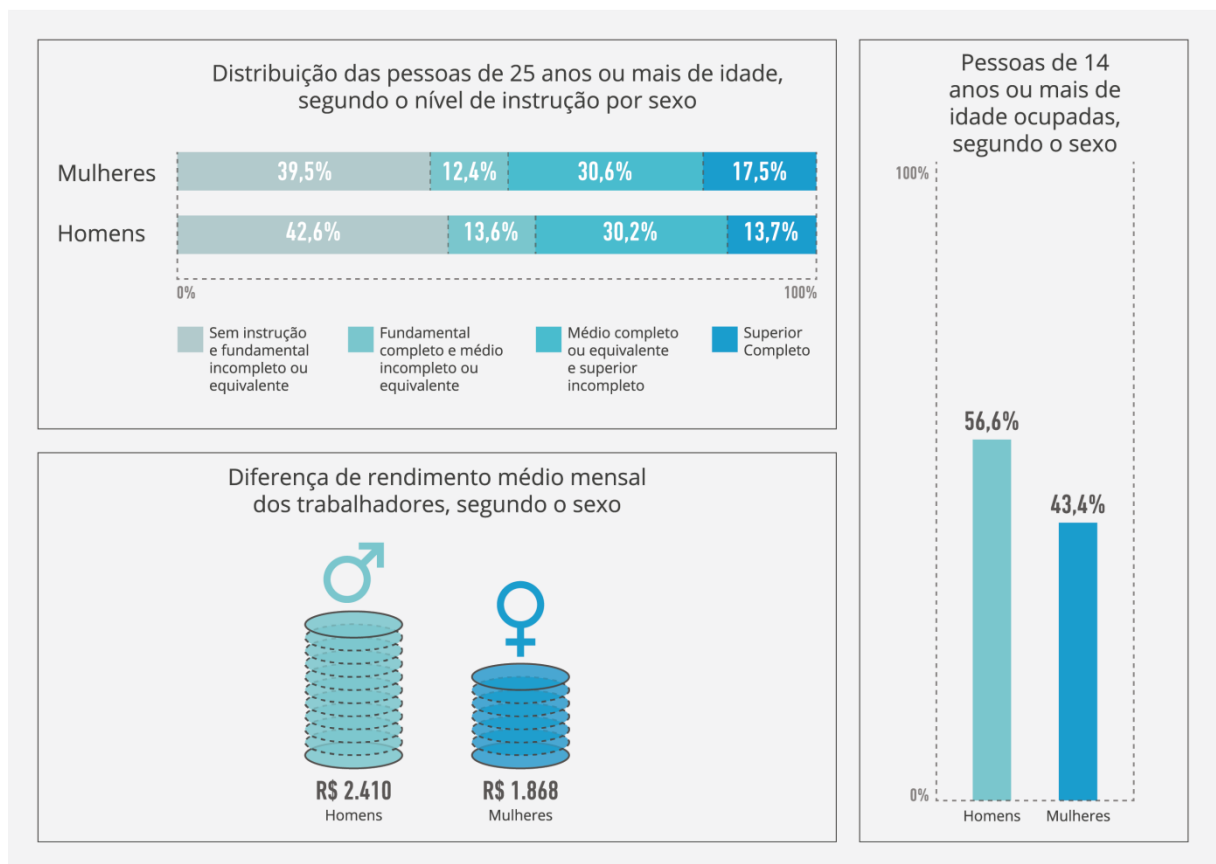 Distribuição das pessoas de 25 anos ou mais de idade,
segundo o nível de instrução por sexo
Mulheres
39,5%
12,4%
30,6%
17,5%
Homens
42,6%
13,6%
30,2%
13,7%
0%
100%
Sem instrução
e fundamental
incompleto ou
equivalente
Fundamental
completo e médio
incompleto ou
equivalente
Médio completo
ou equivalente
e superior
incompleto
Superior
Completo
Diferença de rendimento médio mensal
dos trabalhadores, segundo o sexo
R$ 2.410
Homens
R$ 1.868
Mulheres
Pessoas de 14
anos ou mais de
idade ocupadas,
segundo o sexo
100%
56,6%
43,4%
0%
Homens
Mulheres